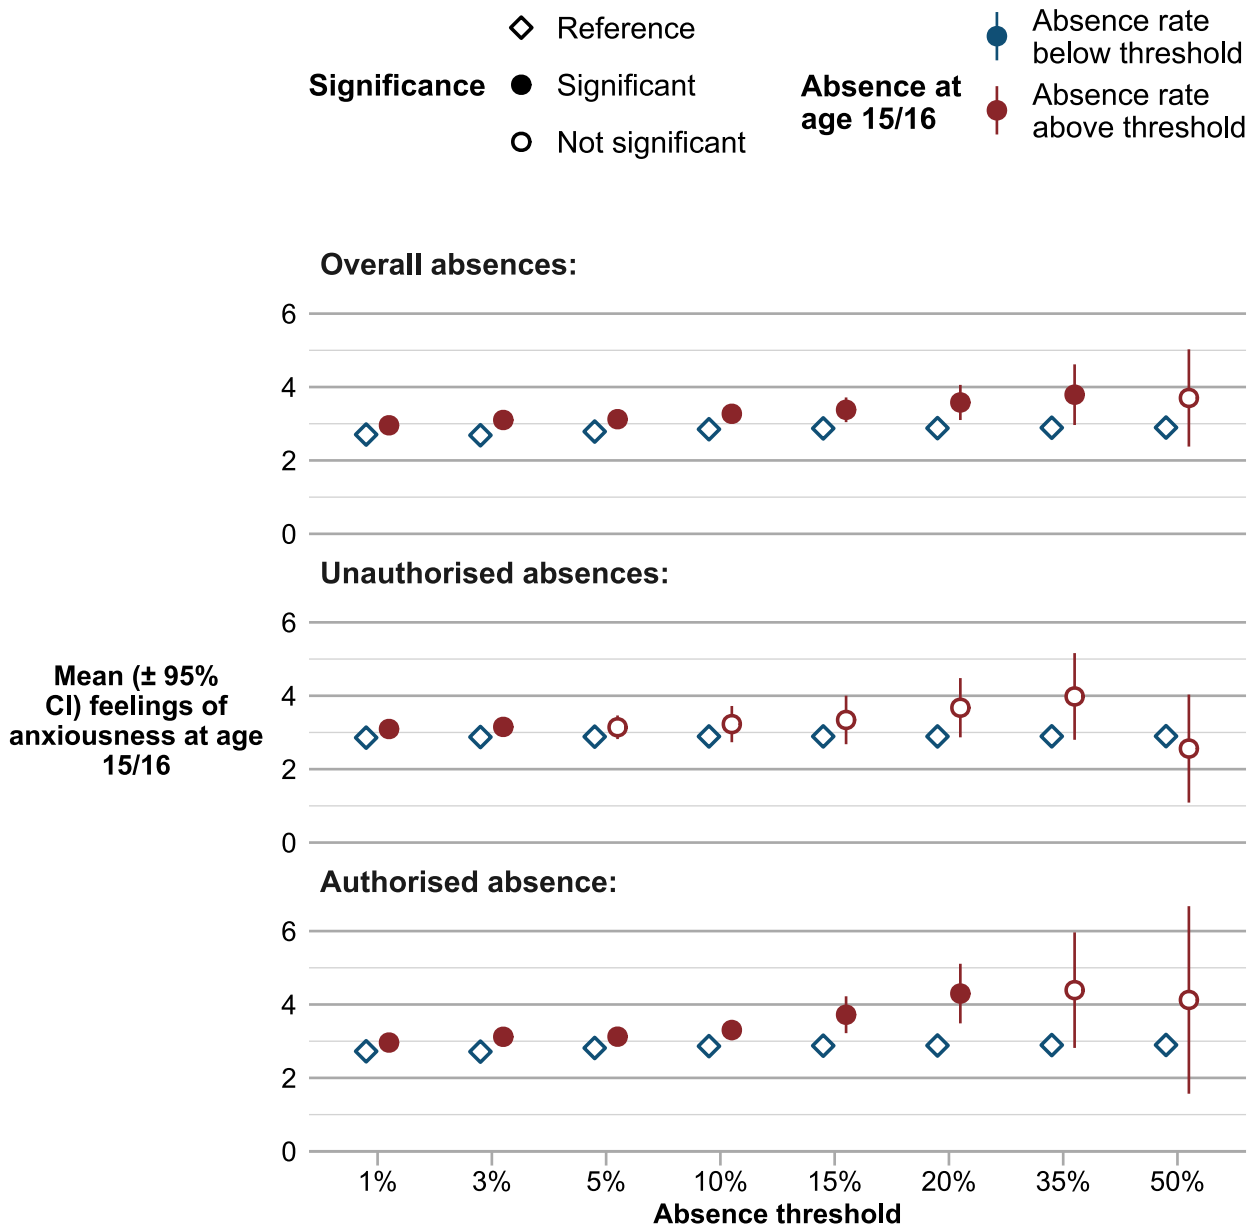 Significance
Reference
Significant
Not significant
Absence at
age 15/16
Absence rate
below threshold
Absence rate
above threshold
Mean (± 95%
CI) feelings of
anxiousness at age
15/16
Overall absences:
6
4
2
0
Unauthorised absences:
6
4
2
0
Authorised absence:
6
4
2
0
1% 3% 5% 10% 15% 20% 35% 50%
Absence threshold